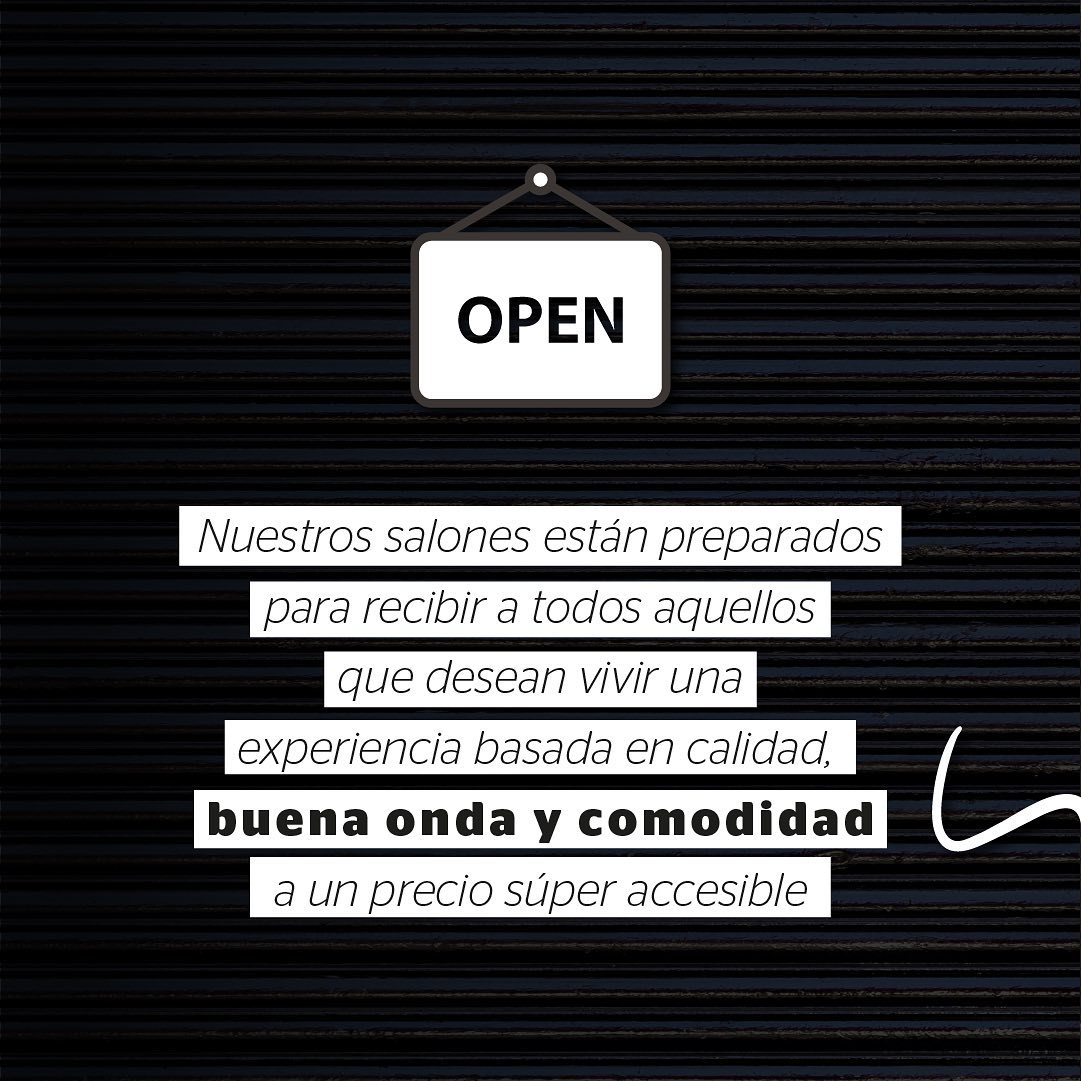 OPEN
Nuestros salones están preparados
para recibir a todos aquellos
que desean vivir una
experiencia basada en calidad,
buena onda y comodidad
a un precio súper accesible